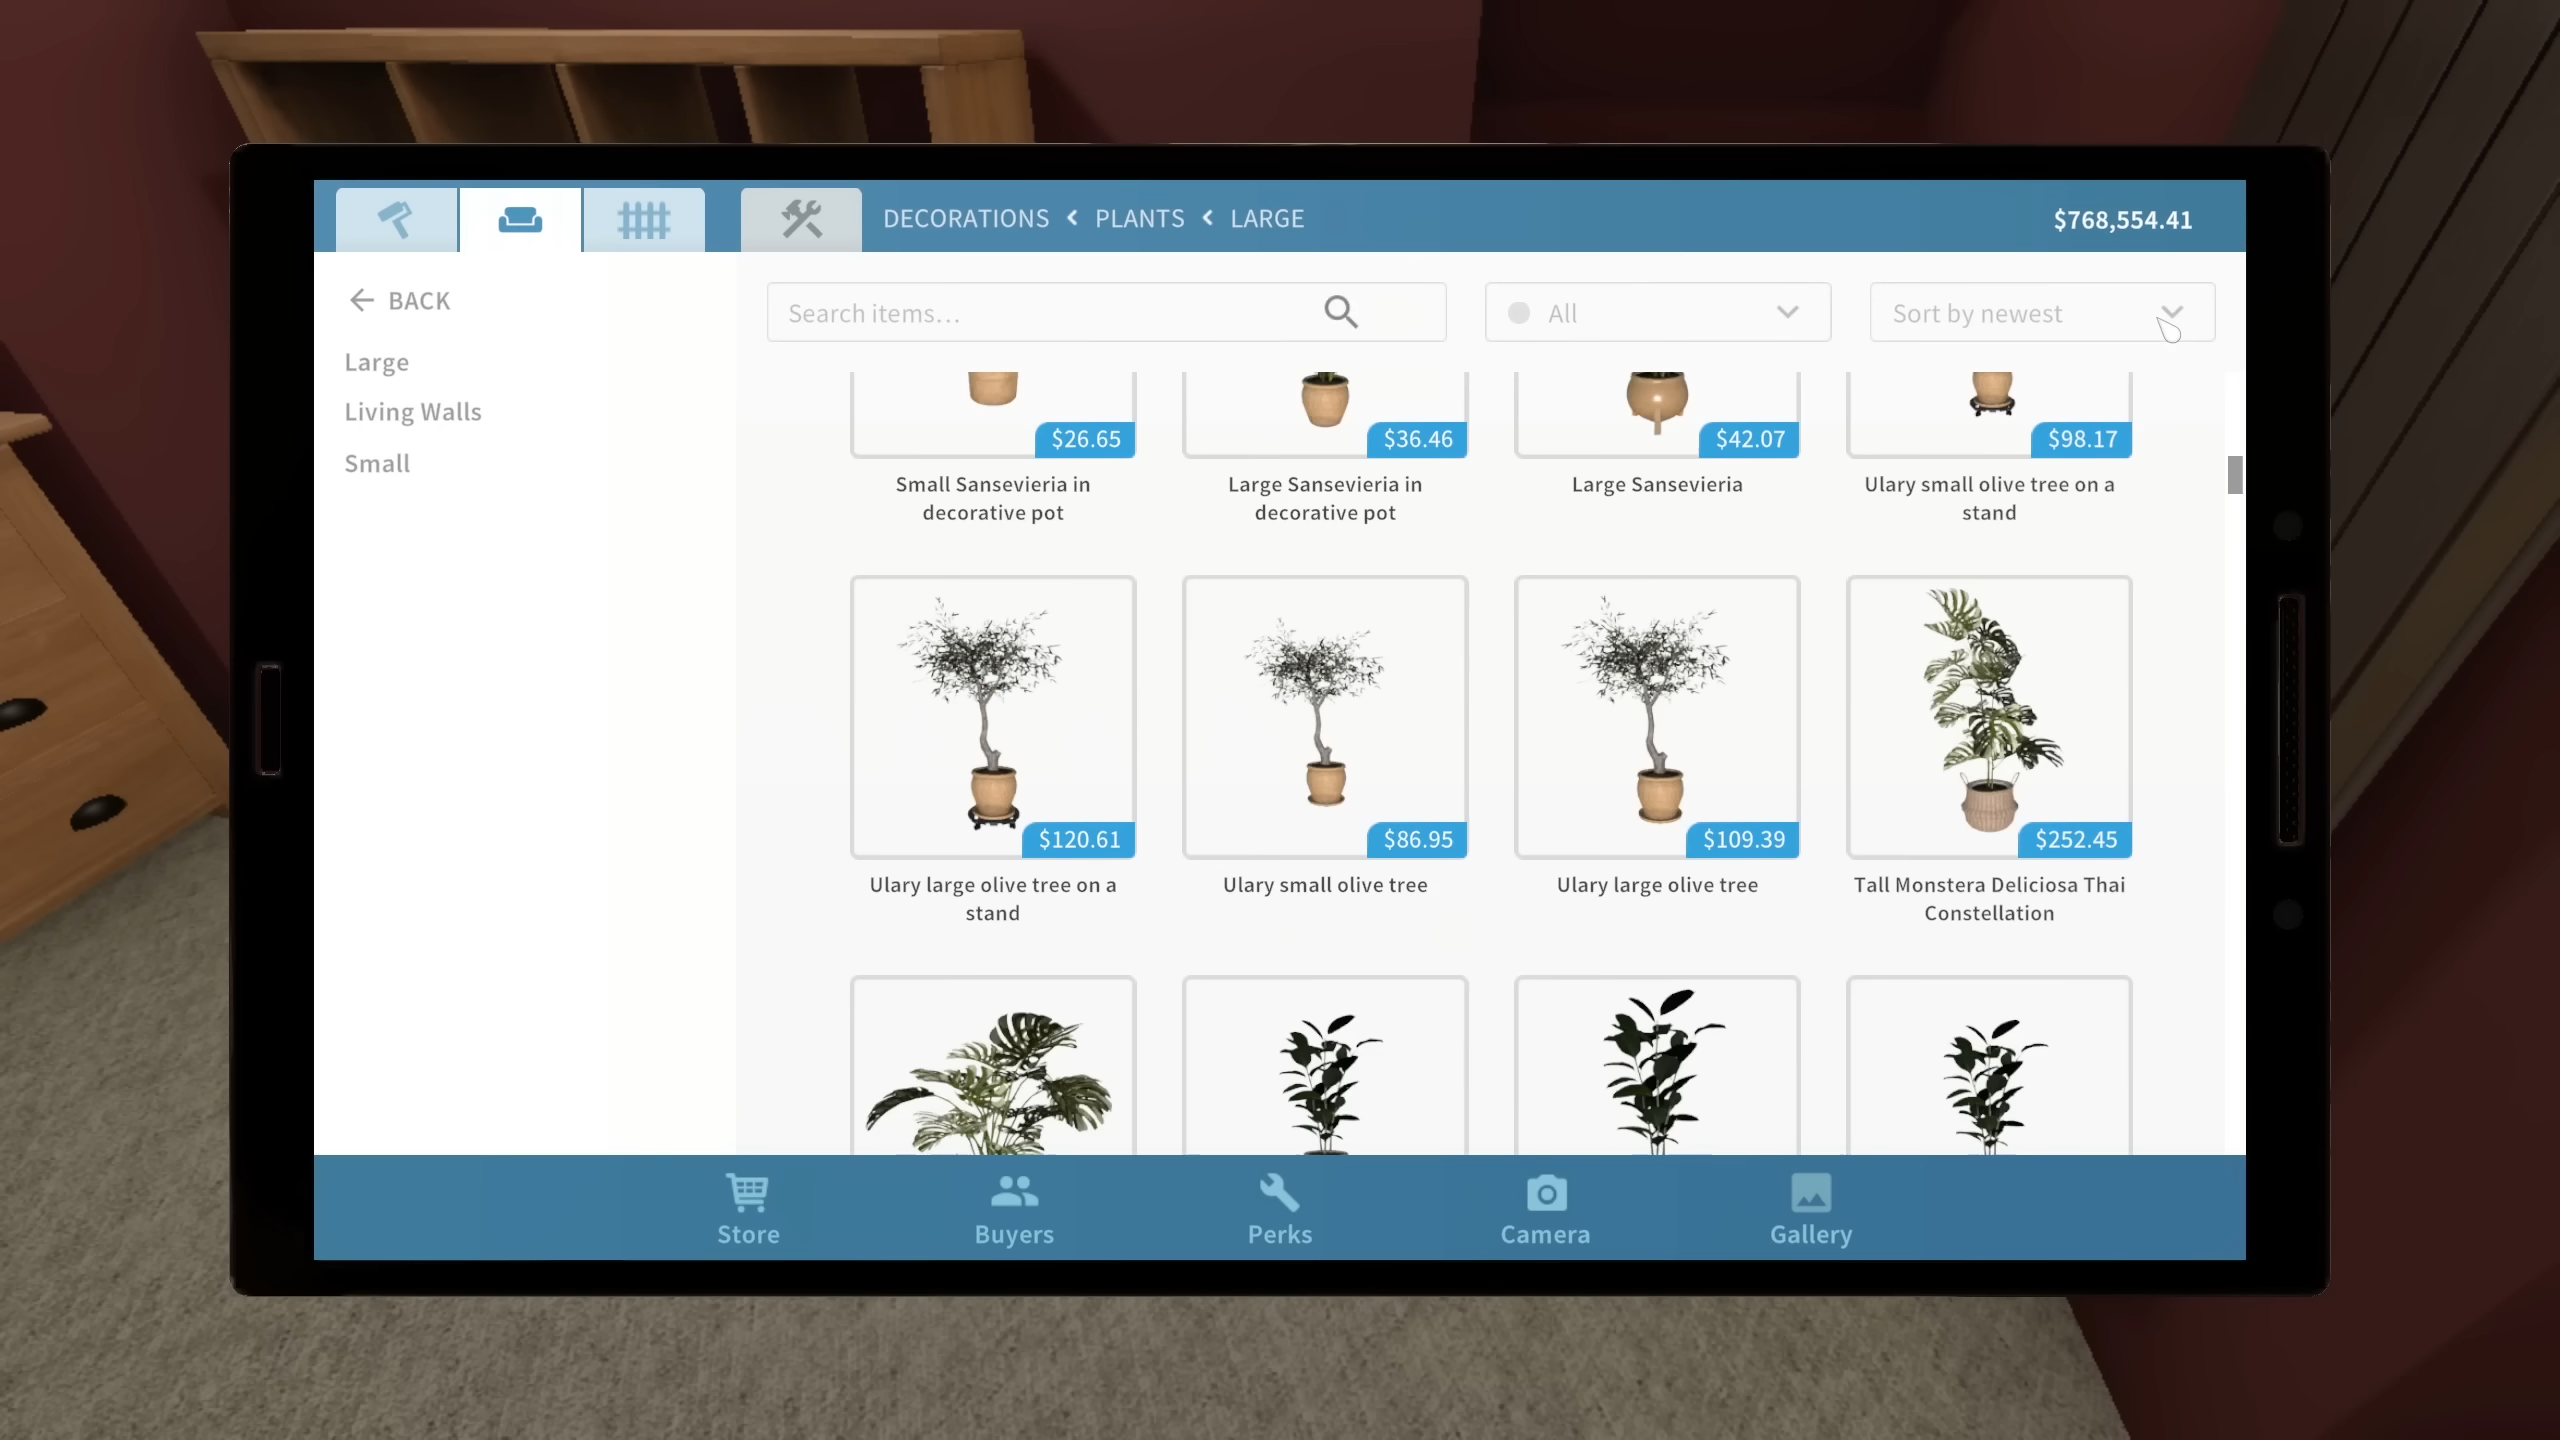 DECORATIONS < PLANTS < LARGE
$768,554.41
BACK
Large
Living Walls
Small
Search items...
All
Sort by newest
$26.65
$36.46
$42.07
$98.17
Small Sansevieria in
decorative pot
Large Sansevieria in
decorative pot
Large Sansevieria
Ulary small olive tree on a
stand
$120.61
$86.95
$109.39
$252.45
Ulary large olive tree on a
stand
Ulary small olive tree
Ulary large olive tree
Tall Monstera Deliciosa Thai
Constellation
Store
Buyers
Perks
Camera
Gallery